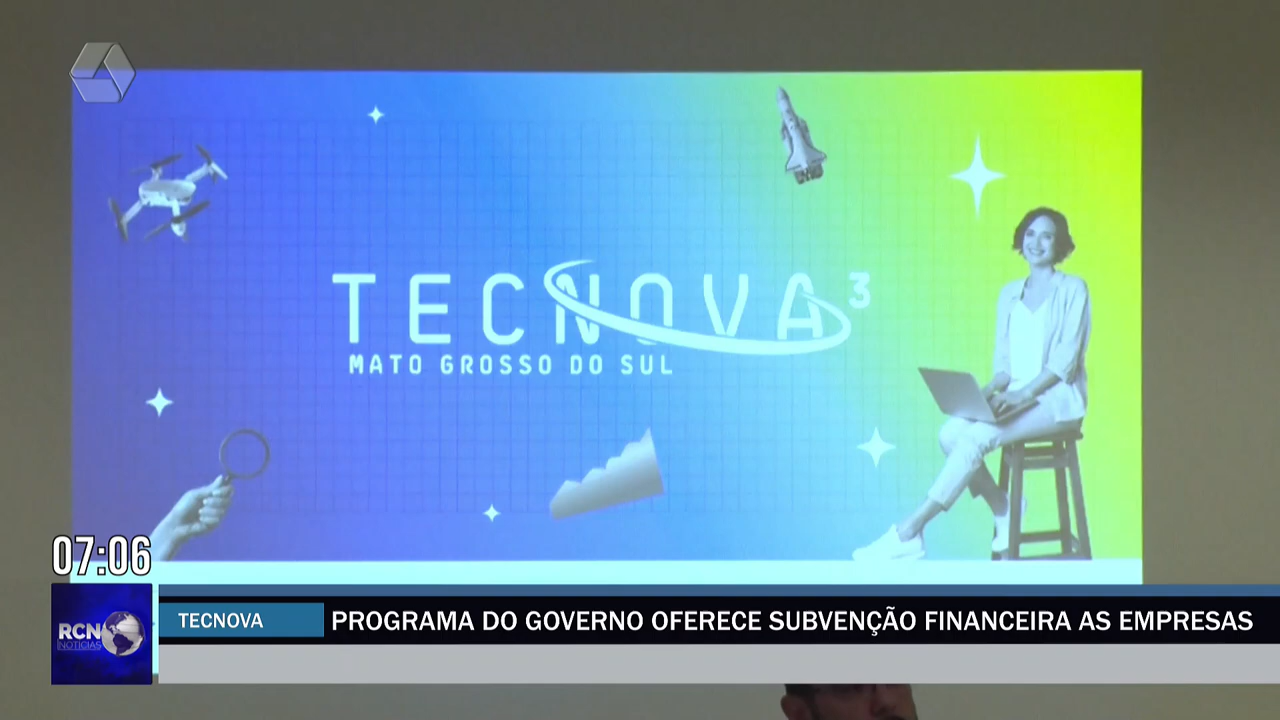 TECNOVA³
MATO GROSSO DO SUL
07:06
RCN
NOTÍCIAS
TECNOVA
PROGRAMA DO GOVERNO OFERECE SUBVENÇÃO FINANCEIRA AS EMPRESAS